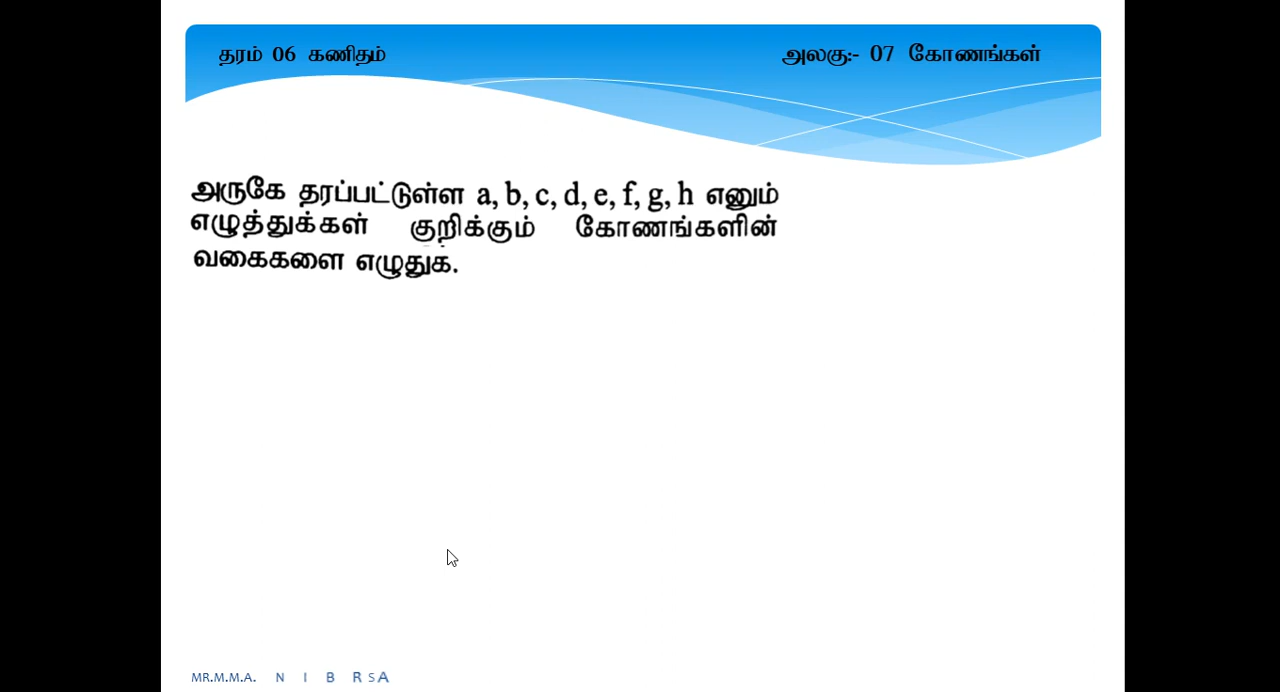 தரம் 06 கணிதம்
அலகு:- 07 கோணங்கள்
அருகே தரப்பட்டுள்ள a, b, c, d, e, f, g, h எனும்
எழுத்துக்கள் குறிக்கும் கோணங்களின்
வகைகளை எழுதுக.
MR.M.M.A. N I B R S A